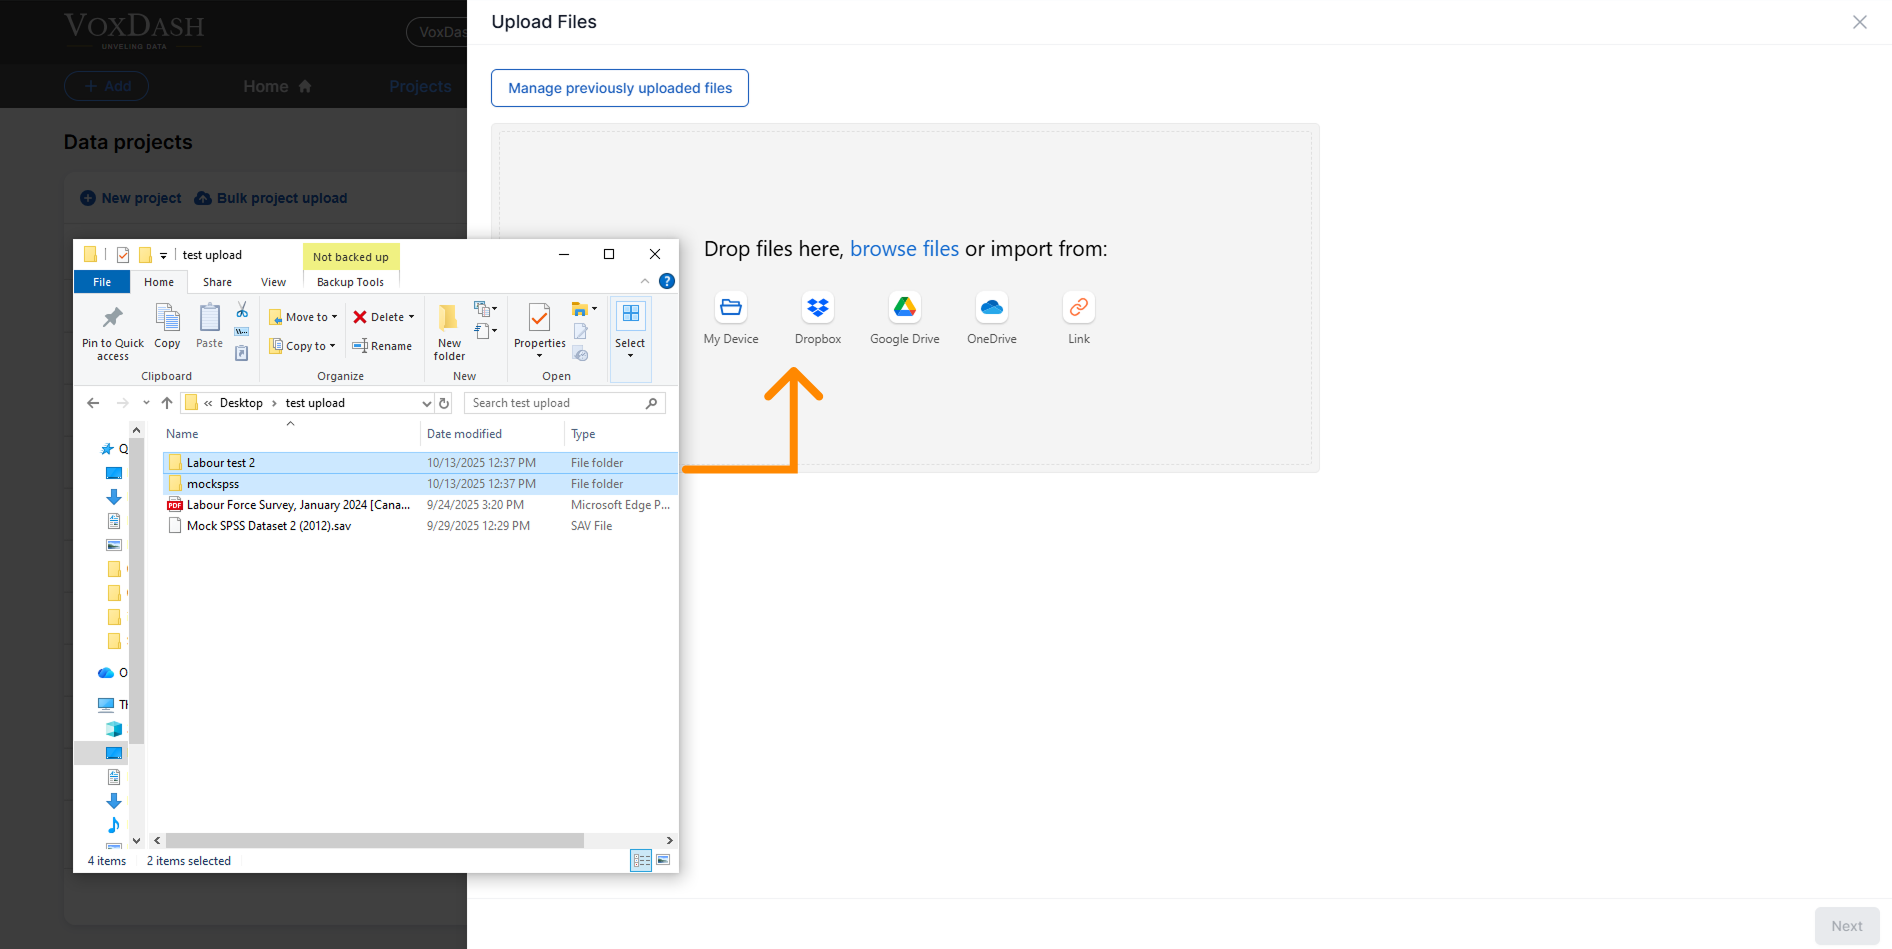 VOXDASH
UNVEILING DATA
VoxDas
+ Add
Home
Projects
Data projects
New project
Bulk project upload
Upload Files
Manage previously uploaded files
Drop files here, browse files or import from:
My Device
Dropbox
Google Drive
OneDrive
Link
Next
test upload
Not backed up
File
Home
Share
View
Backup Tools
Pin to Quick
access
Copy
Paste
Clipboard
Move to
Copy to
Delete
Rename
Organize
New
folder
New
Properties
Open
Select
« Desktop › test upload
Search test upload
Name
Date modified
Type
Labour test 2
10/13/2025 12:37 PM
File folder
mockspss
10/13/2025 12:37 PM
File folder
PDF
Labour Force Survey, January 2024 [Cana...
9/24/2025 3:20 PM
Microsoft Edge P...
Mock SPSS Dataset 2 (2012).sav
9/29/2025 12:29 PM
SAV File
Q
O
4 items
2 items selected